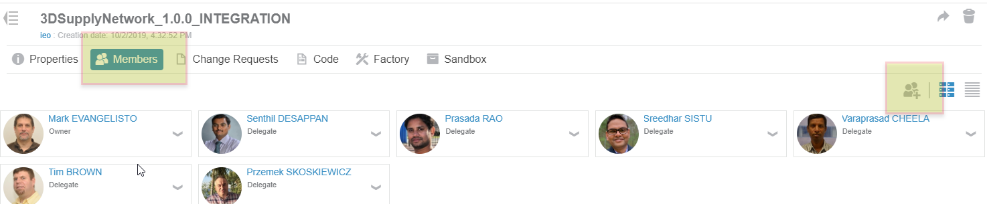 3DSupplyNetwork_1.0.0_INTEGRATION
ieo : Creation date: 10/2/2019, 4:32:52 PM
Properties Members Change Requests Code Factory Sandbox
Mark EVANGELISTO Senthil DESAPPAN Prasada RAO Sreedhar SISTU Varaprasad CHEELA
Owner Delegate Delegate Delegate Delegate
Tim BROWN Przemek SKOSKIEWICZ
Delegate Delegate